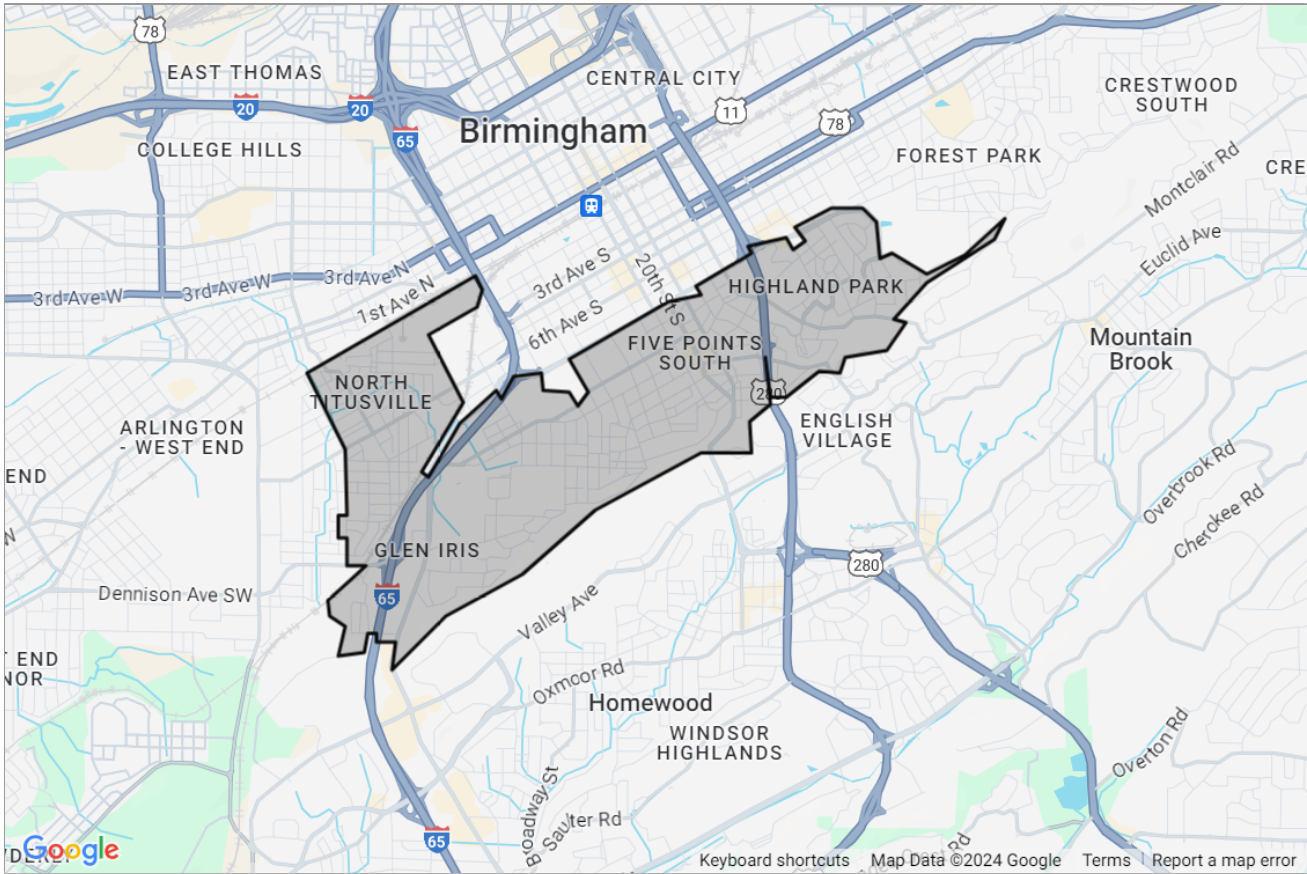 78
EAST THOMAS
CENTRAL CITY
CRESTWOOD
SOUTH
20
20
11
65
Birmingham
78
COLLEGE HILLS
FOREST PARK
CRE
Montclair Rd
Euclid Ave
3rd Ave W
3rd Ave W
3rd Ave N
1st Ave N
3rd Ave S
20th St S
6th Ave S
HIGHLAND PARK
FIVE POINTS
SOUTH
Mountain
Brook
NORTH
TITUSVILLE
280
ARLINGTON
- WEST END
ENGLISH
VILLAGE
END
Overbrook Rd
Cherokee Rd
W
GLEN IRIS
280
Dennison Ave SW
65
Valley Ave
END
NOR
Oxmoor Rd
Homewood
WINDSOR
HIGHLANDS
Overton Rd
Broadway St
Saulter Rd
65
Google
Keyboard shortcuts
Map Data ©2024 Google
Terms
Report a map error